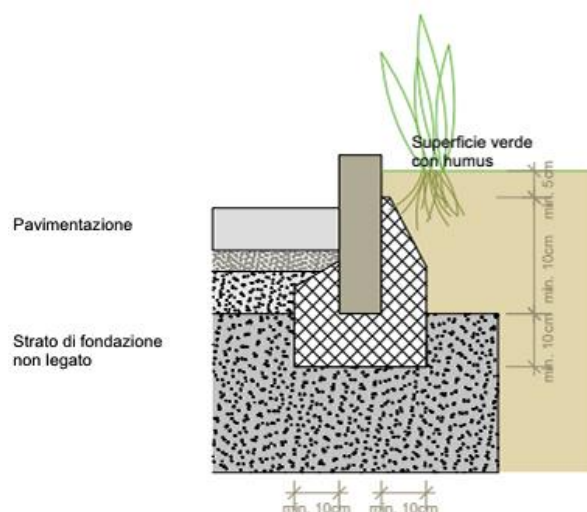 Superficie verde
con humus
Pavimentazione
Strato di fondazione
non legato
min. 5cm
min. 10cm
min. 10cm
min. 10cm
min. 10cm